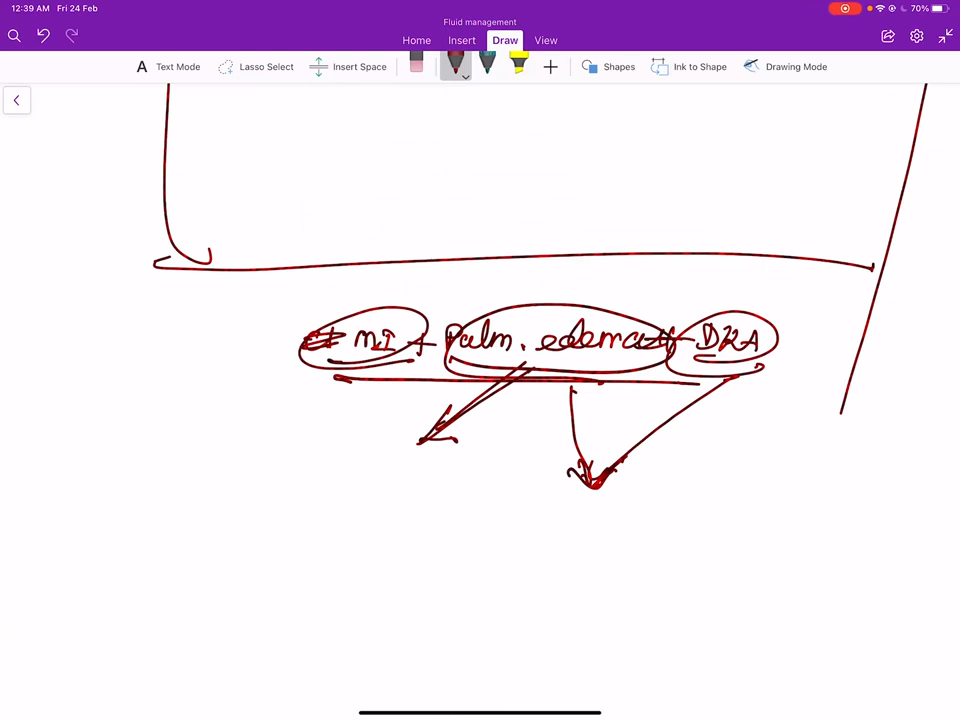 12:39 AM Fri 24 Feb 70%
Fluid management
Home Insert Draw View
A Text Mode Lasso Select Insert Space Shapes Ink to Shape Drawing Mode
MI + Pulm. edema + DKA